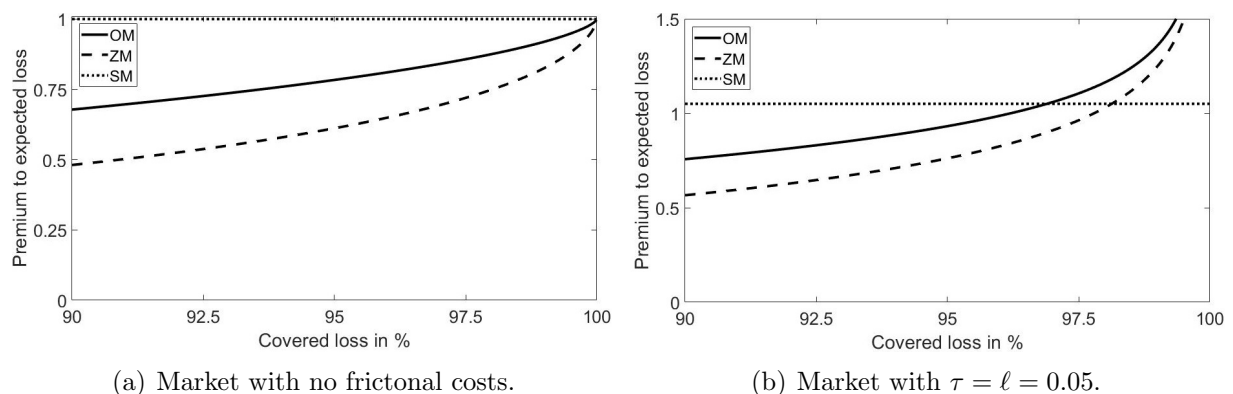 Premium to expected loss
1
0.75
0.5
0.25
0
OM
ZM
SM
90
92.5
95
97.5
100
Covered loss in %
(a) Market with no frictonal costs.
Premium to expected loss
1.5
1
0.5
0
OM
ZM
SM
90
92.5
95
97.5
100
Covered loss in %
(b) Market with τ = ℓ = 0.05.